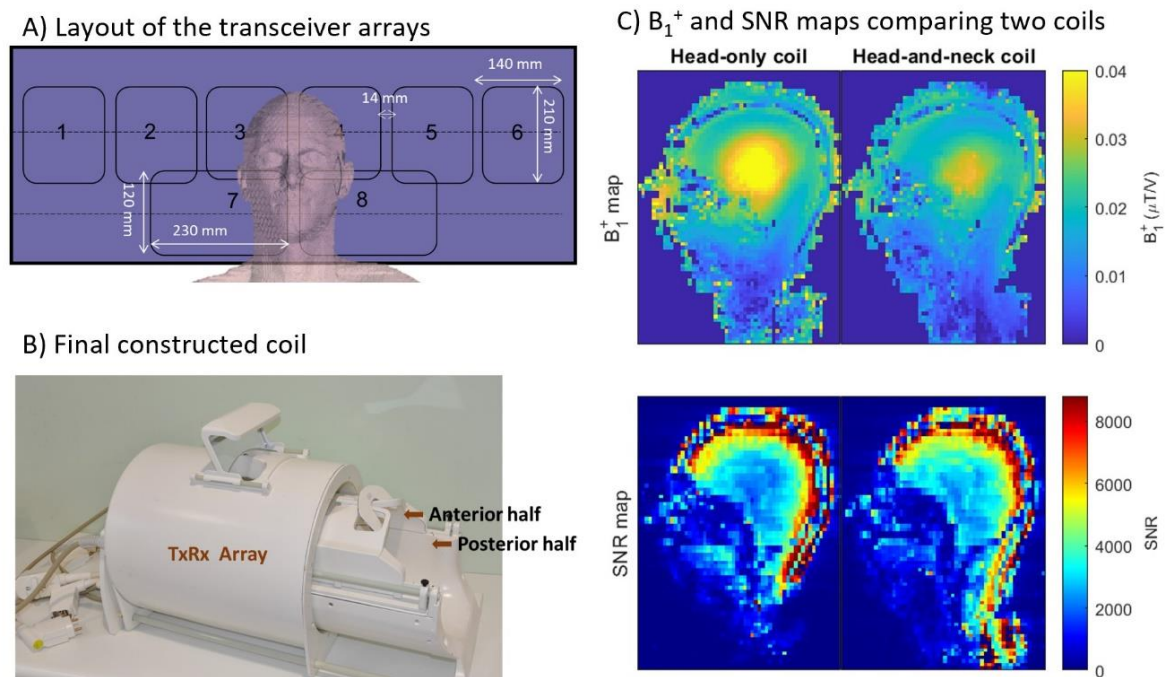 A) Layout of the transceiver arrays
140 mm
14 mm
1
2
3
4
5
6
210 mm
120 mm
7
8
230 mm
B) Final constructed coil
Anterior half
Posterior half
TxRx Array
C) B₁⁺ and SNR maps comparing two coils
Head-only coil
Head-and-neck coil
B₁⁺ map
0.04
0.03
0.02
0.01
0
B₁⁺ (μT/V)
SNR map
8000
6000
4000
2000
0
SNR